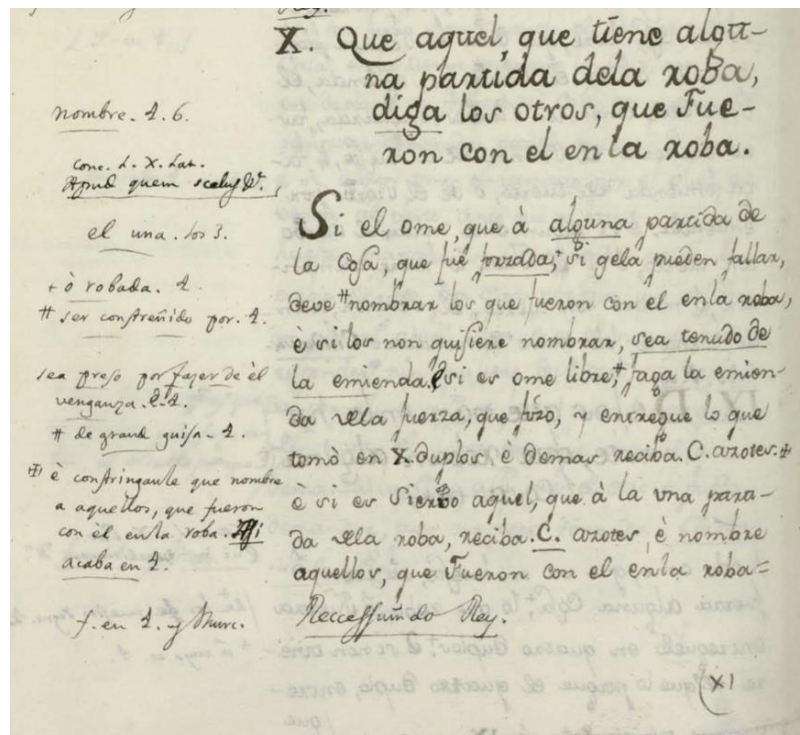 X. Que aquel, que tiene algu-
na partida dela roba,
diga los otros, que Fue-
ron con el en la roba.
nombre. 2. 6.
conc. L. X. Lat.
Apud quem scelus &c.
el una. los 3.
+ ò robada. 2.
# ser constreñido por. 2.
sea preso por fazer de èl
venganza. 2.
# de grand guisa. 2.
è constringanle que nombre
a aquellos, que fueron
con èl en la roba.
acaba en 2.
f. en 2. y Murc.
Si el ome, que à alguna partida de
la Cosa, que fuè forzada,+ si gela pueden fallar,
deve # nombrar los que fueron con el enla roba,
è si los non quisiere nombrar, sea tenudo de
la emienda. È si es ome libre,# faga la emien-
da dela fuerza, que fizo, y entregue lo que
tomò en X. duplos, è demas reciba. C. azotes.
è si es Siervo aquel, que à la una para-
da dela roba, reciba. C. azotes, è nombre
aquellos, que Fueron con el enla roba=
Reccessuindo Rey.
(XI